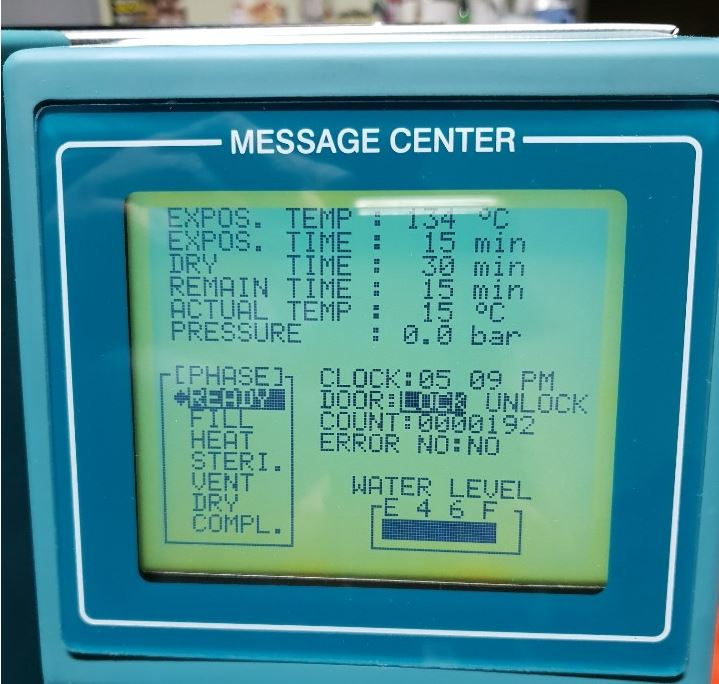 MESSAGE CENTER
EXPOS. TEMP : 134 ºC
EXPOS. TIME : 15 min
DRY TIME : 30 min
REMAIN TIME : 15 min
ACTUAL TEMP : 15 ºC
PRESSURE : 0.0 bar
[PHASE]
READY
FILL
HEAT
STERI.
VENT
DRY
COMPL.
CLOCK:05 09 PM
DOOR:LOCK UNLOCK
COUNT:0000192
ERROR NO:NO
WATER LEVEL
E 4 6 F